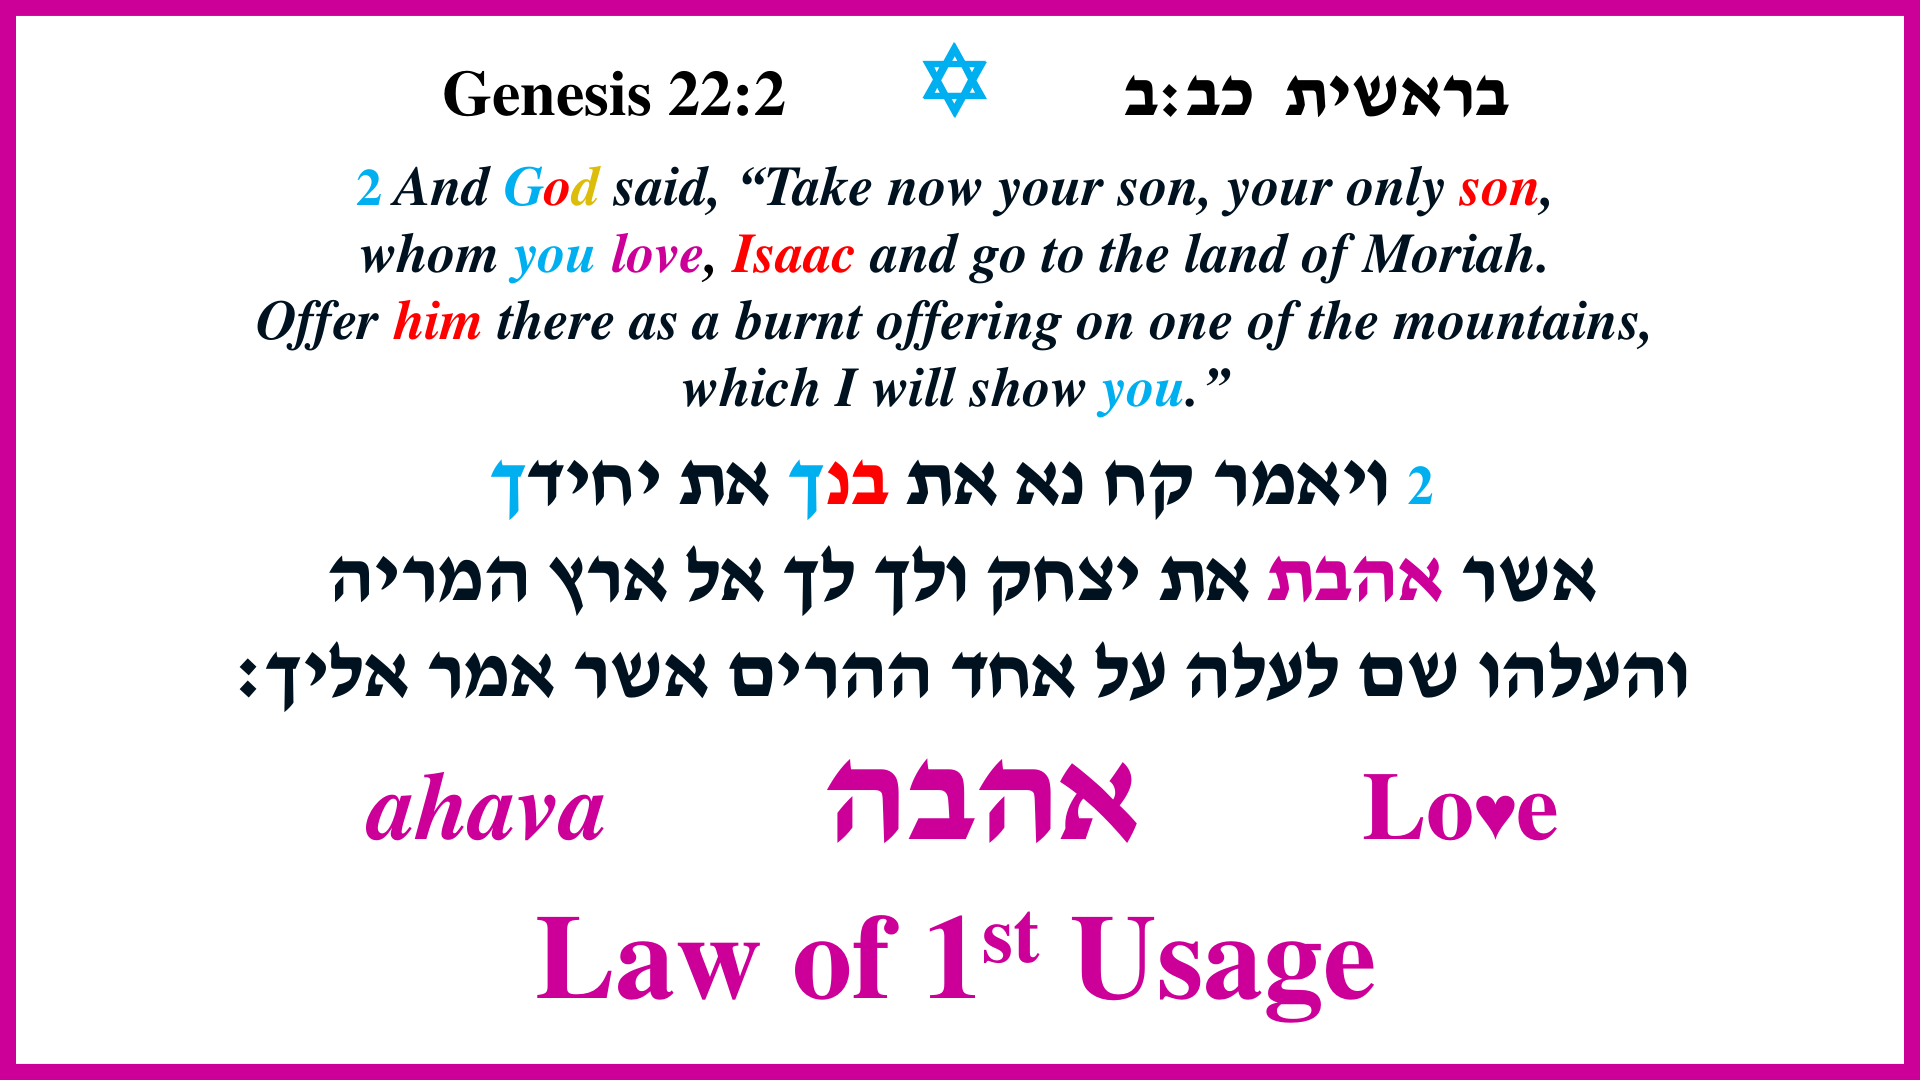 Genesis 22:2 ✡ בראשית כב:ב
2 And God said, “Take now your son, your only son,
whom you love, Isaac and go to the land of Moriah.
Offer him there as a burnt offering on one of the mountains,
which I will show you.”
2 ויאמר קח נא את בנך את יחידך
אשר אהבת את יצחק ולך לך אל ארץ המריה
והעלהו שם לעלה על אחד ההרים אשר אמר אליך:
ahava אהבה Lo♥e
Law of 1st Usage